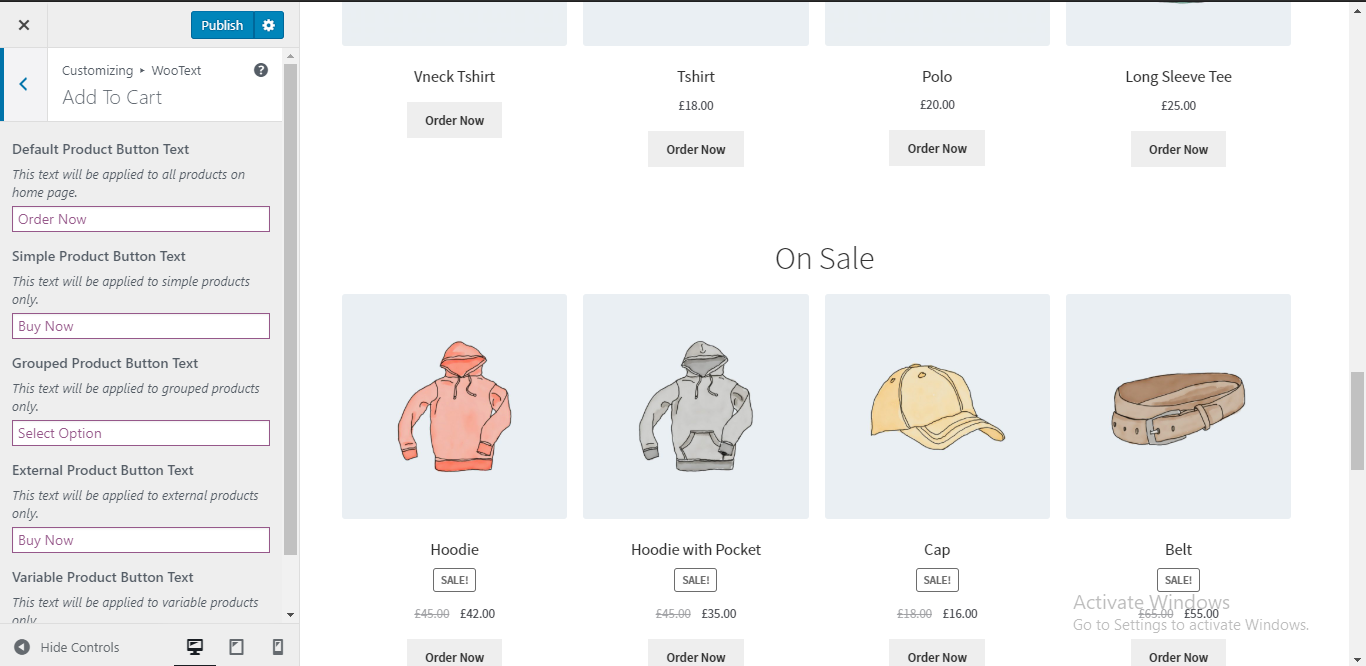 Publish
Customizing ▸ WooText
Add To Cart
Default Product Button Text
This text will be applied to all products on
home page.
Order Now
Simple Product Button Text
This text will be applied to simple products
only.
Buy Now
Grouped Product Button Text
This text will be applied to grouped products
only.
Select Option
External Product Button Text
This text will be applied to external products
only.
Buy Now
Variable Product Button Text
This text will be applied to variable products
only.
Hide Controls
Vneck Tshirt Tshirt Polo Long Sleeve Tee
£18.00 £20.00 £25.00
Order Now Order Now Order Now Order Now
On Sale
Hoodie Hoodie with Pocket Cap Belt
SALE! SALE! SALE! SALE!
£45.00 £42.00 £45.00 £35.00 £18.00 £16.00 £65.00 £55.00
Order Now Order Now Order Now Order Now
Activate Windows
Go to Settings to activate Windows.